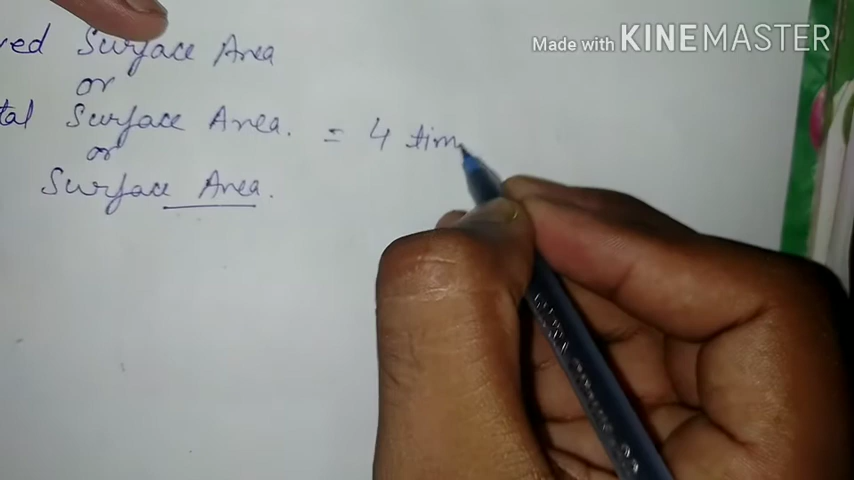 Made with KINEMASTER
ved Surface Area
or
tal Surface Area. = 4 tim
or
Surface Area.